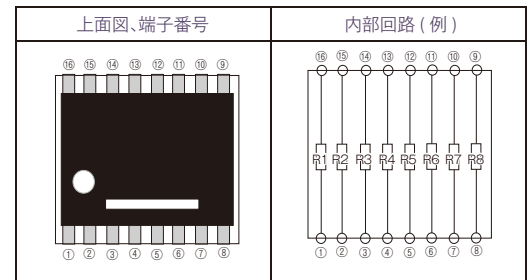 上面図、端子番号
内部回路 ( 例 )
⑯ ⑮ ⑭ ⑬ ⑫ ⑪ ⑩ ⑨
① ② ③ ④ ⑤ ⑥ ⑦ ⑧
⑯ ⑮ ⑭ ⑬ ⑫ ⑪ ⑩ ⑨
R1 R2 R3 R4 R5 R6 R7 R8
① ② ③ ④ ⑤ ⑥ ⑦ ⑧